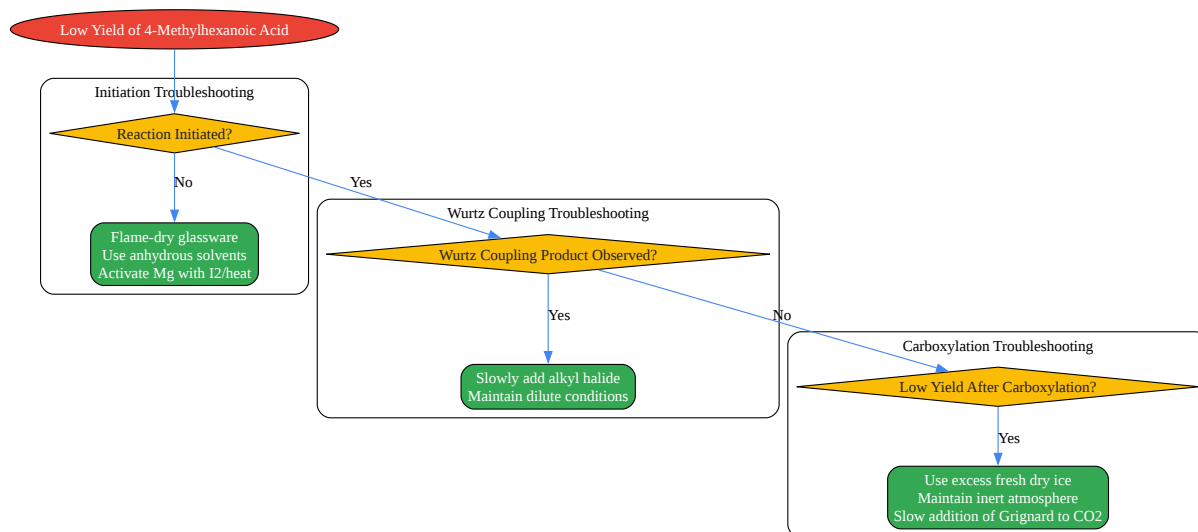 Low Yield of 4-Methylhexanoic Acid
Initiation Troubleshooting
Reaction Initiated?
No
Yes
Flame-dry glassware
Use anhydrous solvents
Activate Mg with I2/heat
Wurtz Coupling Troubleshooting
Wurtz Coupling Product Observed?
Yes
No
Slowly add alkyl halide
Maintain dilute conditions
Carboxylation Troubleshooting
Low Yield After Carboxylation?
Yes
Use excess fresh dry ice
Maintain inert atmosphere
Slow addition of Grignard to CO2